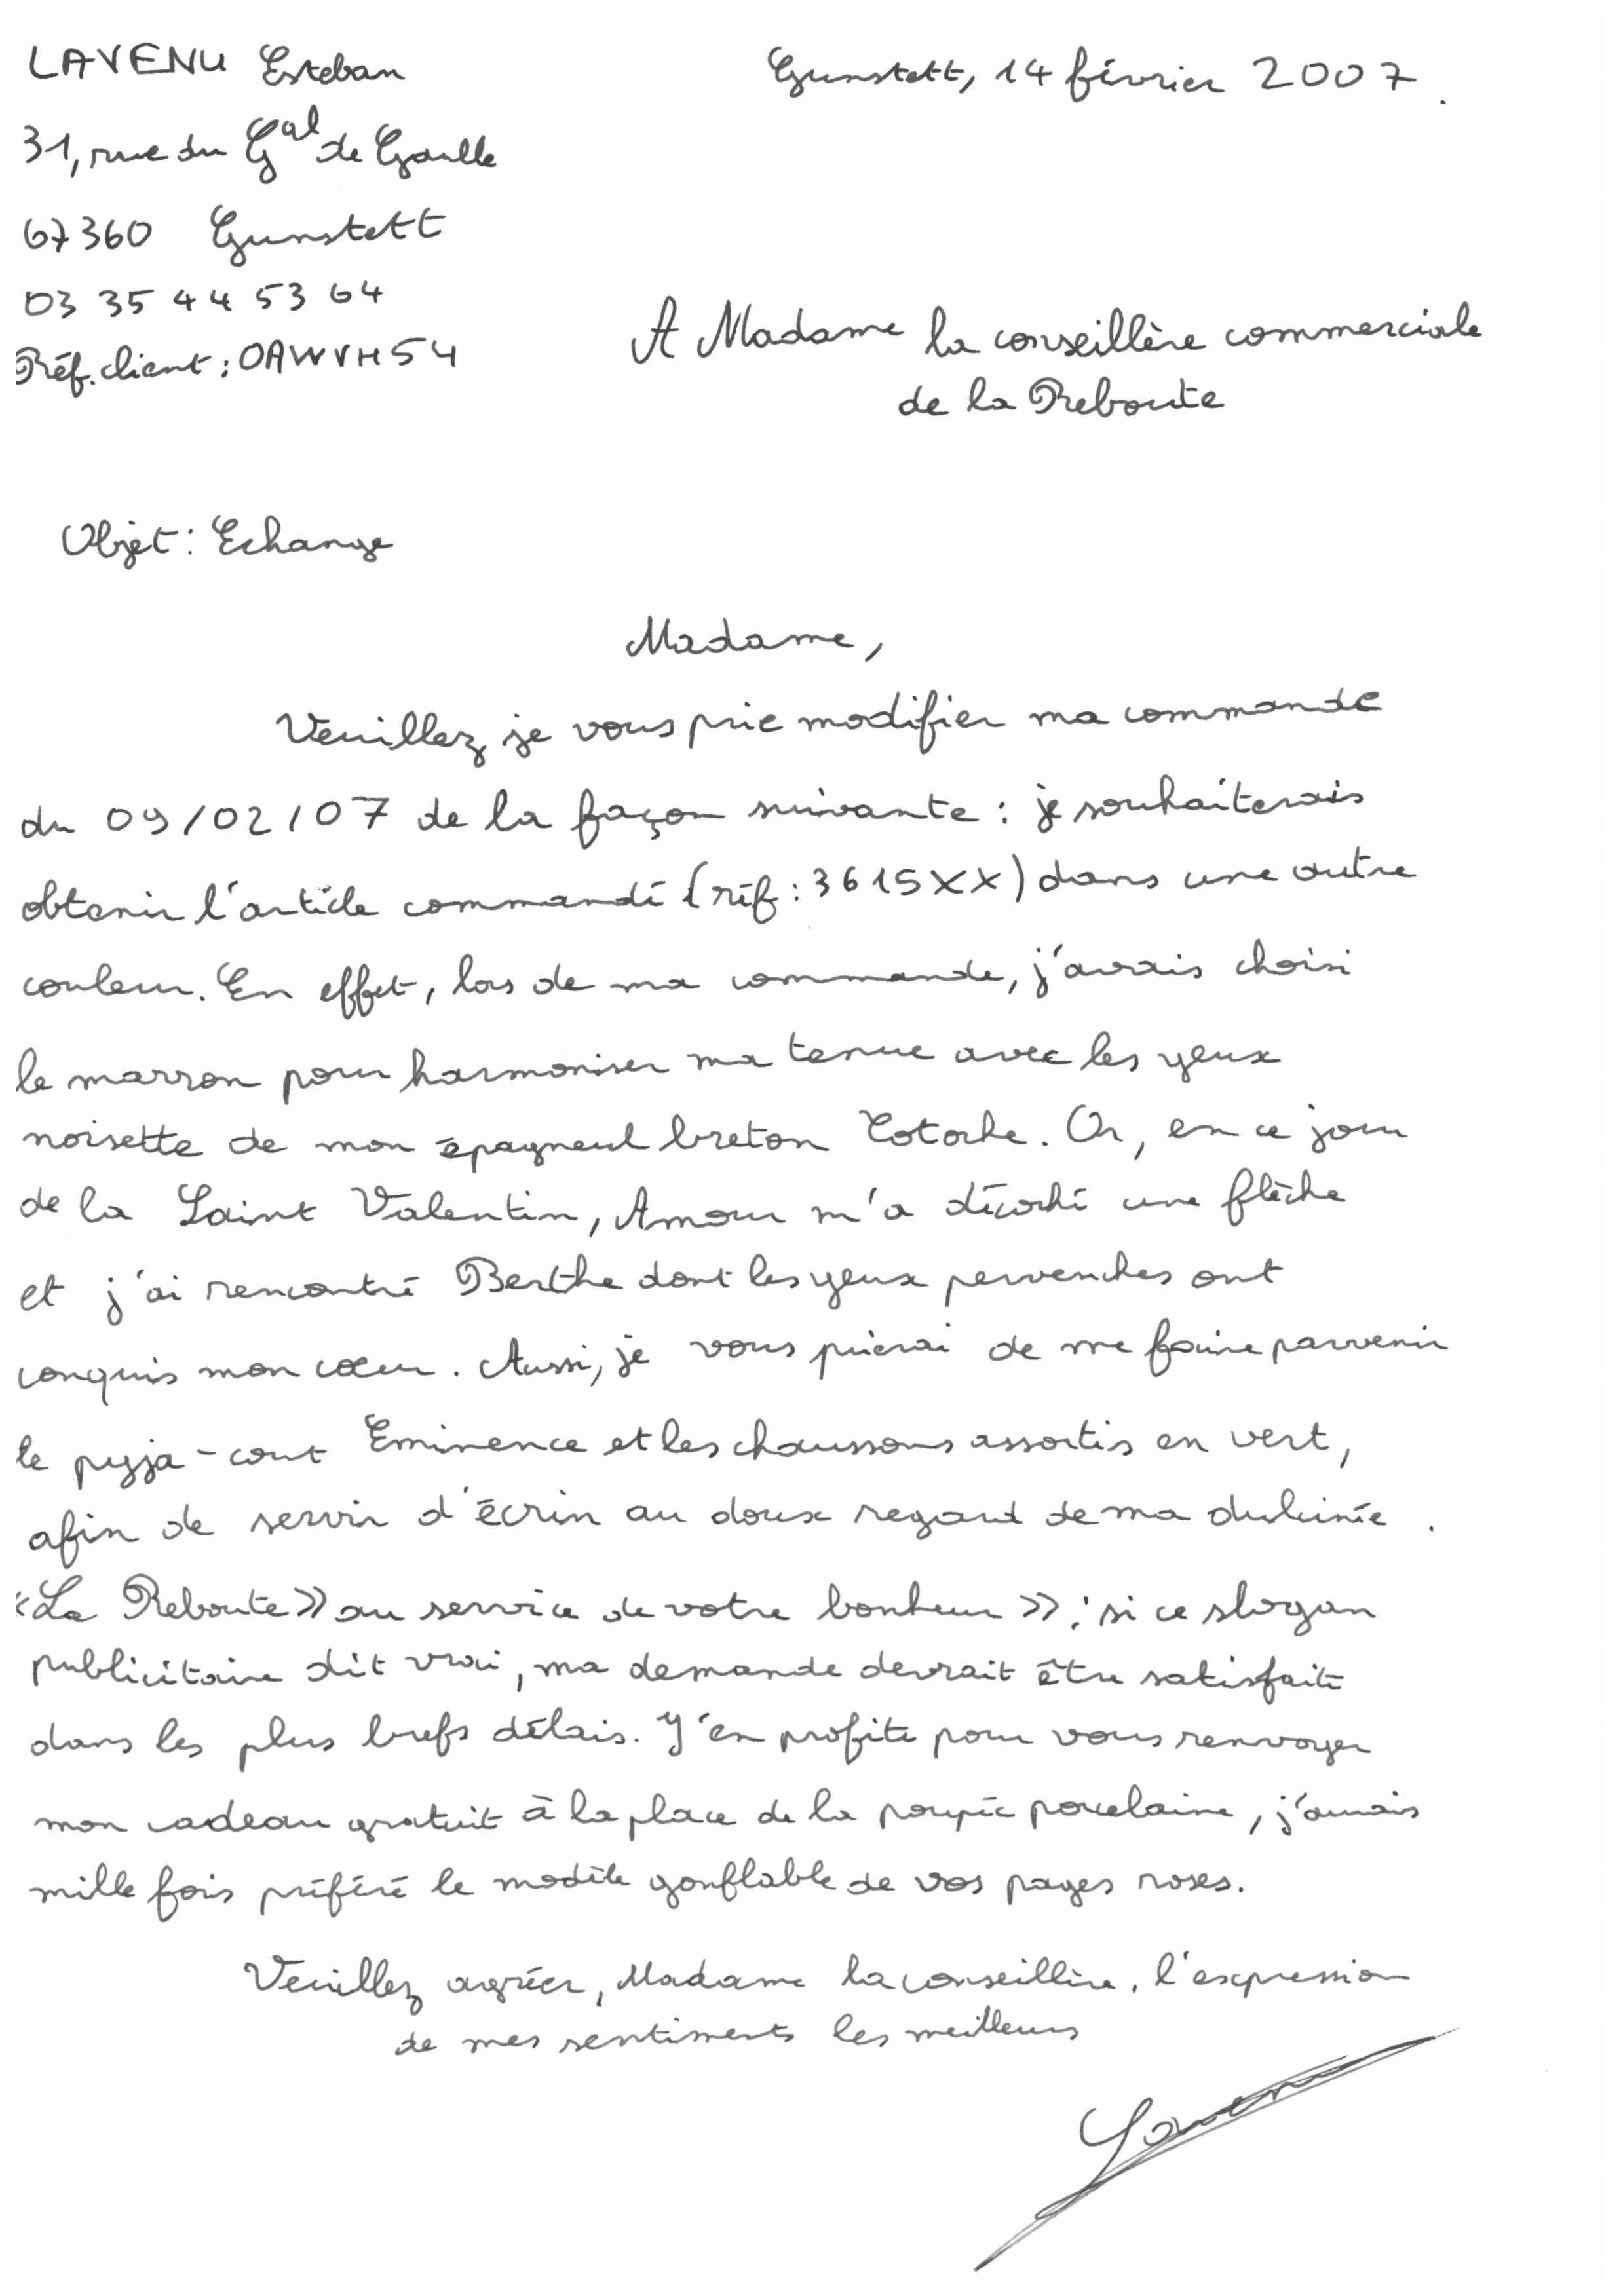 LAVENU Esteban
Gunstett, 14 février 2007.
31, rue du Gal de Gaulle
67360 Gunstett
03 35 44 53 64
Réf. client : OAWVH54
A Madame la conseillère commerciale
de la Reboute
Objet : Echange
Madame,
Veuillez je vous prie modifier ma commande
du 09/02/07 de la façon suivante : je souhaiterais
obtenir l'article commandé (réf : 3615XX) dans une autre
couleur. En effet, lors de ma commande, j'avais choisi
le marron pour harmoniser ma tenue avec les yeux
noisette de mon épagneul breton Cotoche. Or, en ce jour
de la Saint Valentin, Amour m'a décoché une flèche
et j'ai rencontré Berthe dont les yeux pervenches ont
conquis mon coeur. Aussi, je vous prierai de me faire parvenir
le pyja-court Eminence et les chaussons assortis en vert,
afin de servir d'écrin au doux regard de ma dulcinée.
«La Reboute» au service de votre bonheur» ; si ce slogan
publicitaire dit vrai, ma demande devrait être satisfaite
dans les plus brefs délais. J'en profite pour vous renvoyer
mon cadeau gratuit à la place de la poupée porcelaine, j'aurais
mille fois préféré le modèle gonflable de vos pages roses.
Veuillez agréer, Madame la conseillère, l'expression
de mes sentiments les meilleurs
Lavenu